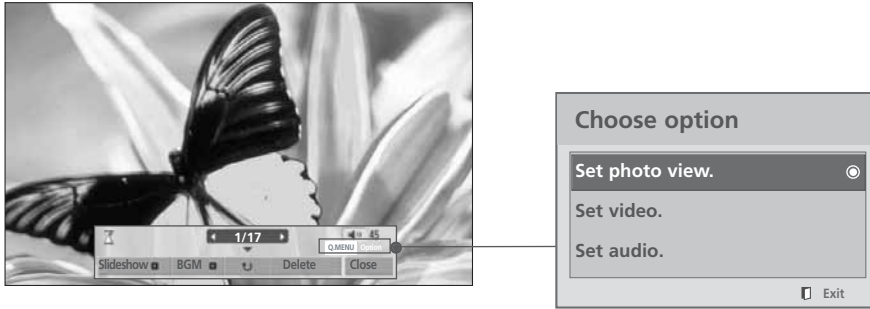 1/17
45
Q.MENU Option
Slideshow BGM Delete Close
Choose option
Set photo view.
Set video.
Set audio.
Exit